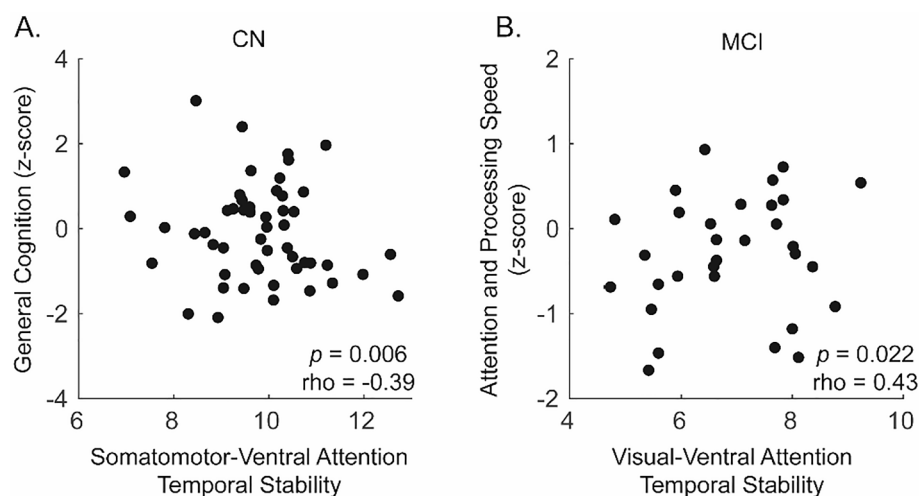 A.
CN
General Cognition (z-score)
4
2
0
-2
-4
6
8
10
12
p = 0.006
rho = -0.39
Somatomotor-Ventral Attention
Temporal Stability
B.
MCI
Attention and Processing Speed
(z-score)
2
1
0
-1
-2
4
6
8
10
p = 0.022
rho = 0.43
Visual-Ventral Attention
Temporal Stability